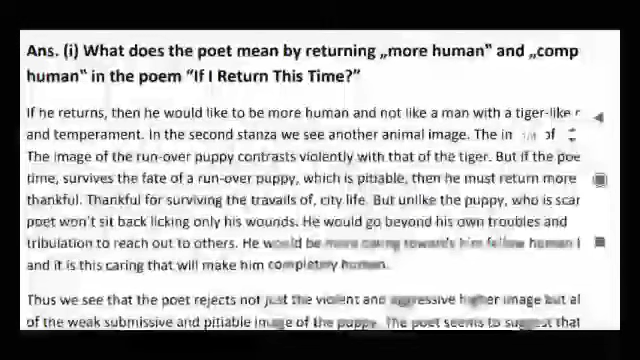 Ans. (i) What does the poet mean by returning „more human" and „comp
human" in the poem "If I Return This Time?"
If he returns, then he would like to be more human and not like a man with a tiger-like r
and temperament. In the second stanza we see another animal image. The of
The image of the run-over puppy contrasts violently with that of the tiger. But if the poe
time, survives the fate of a run-over puppy, which is pitiable, then he must return more
thankful. Thankful for surviving the travails of, city life. But unlike the puppy, who is scar
poet won't sit back licking only his wounds. He would go beyond his own troubles and
tribulation to reach out to others. He would be more caring towards him fellow human
and it is this caring that will make him completely human.
Thus we see that the poet rejects not just the violent and aggressive image but al
of the weak submissive and pitiable image of the puppy. The poet seems to suggest that